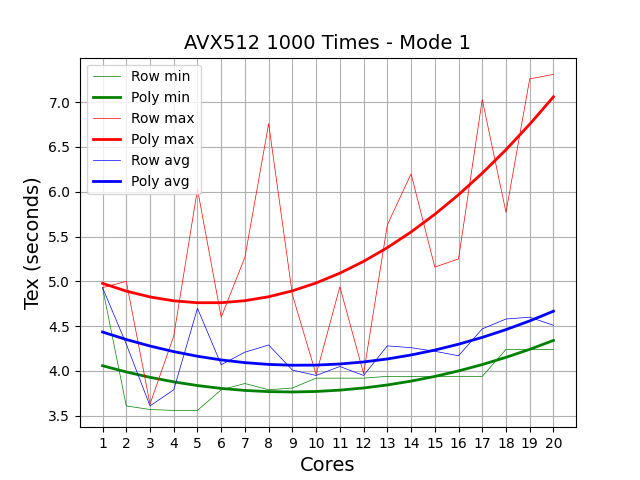 AVX512 1000 Times - Mode 1
Row min
Poly min
Row max
Poly max
Row avg
Poly avg
Tex (seconds)
7.0
6.5
6.0
5.5
5.0
4.5
4.0
3.5
1 2 3 4 5 6 7 8 9 10 11 12 13 14 15 16 17 18 19 20
Cores